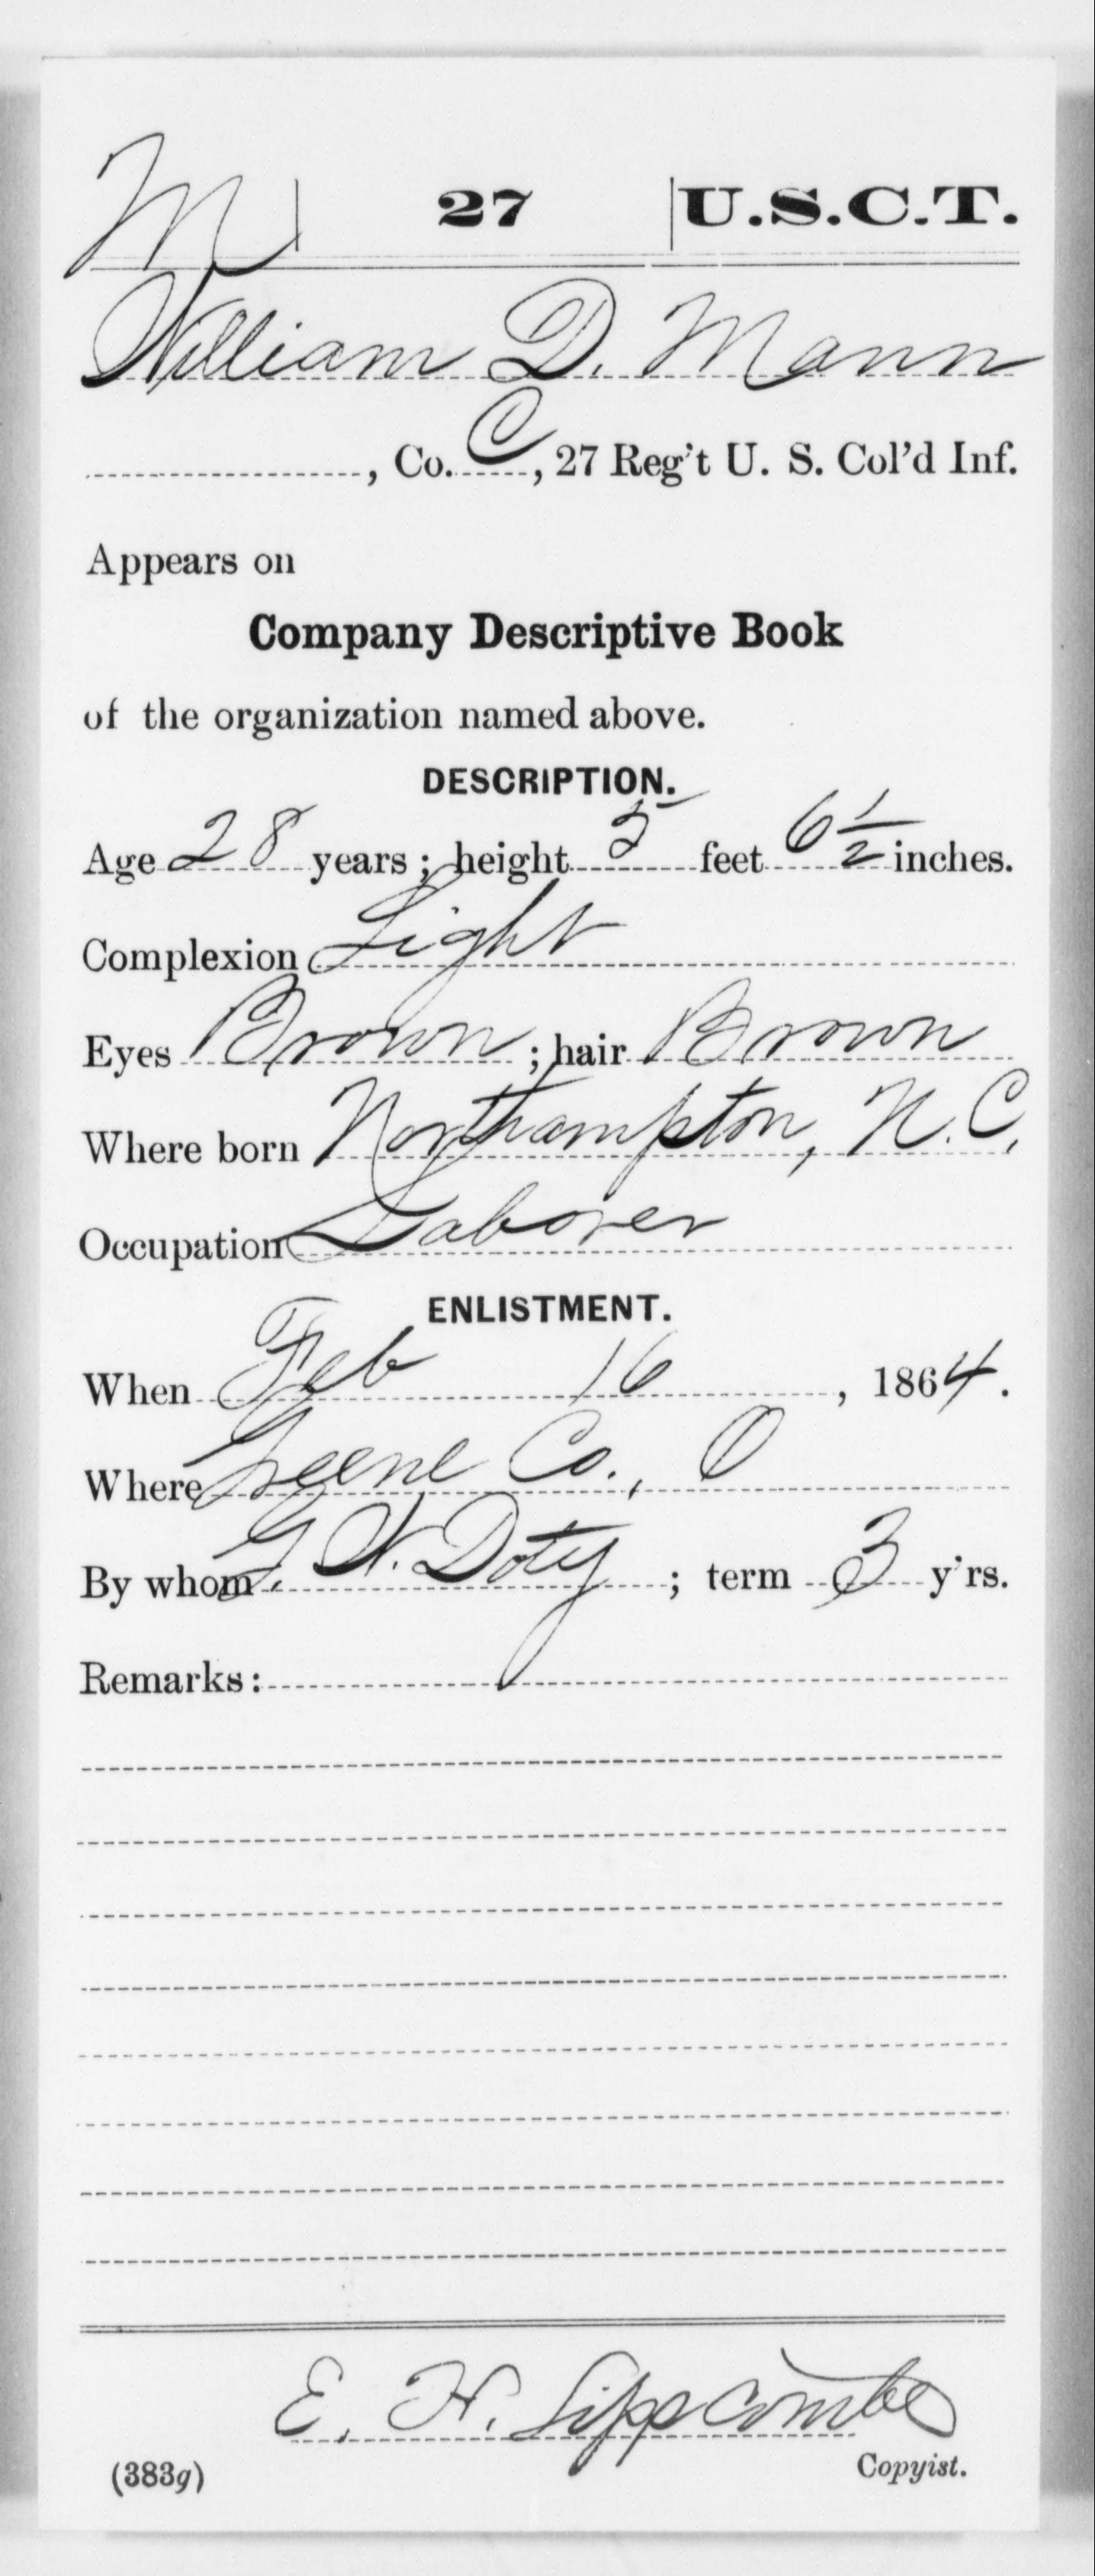 M 27 U.S.C.T.
William D. Mann
, Co. C, 27 Reg't U. S. Col'd Inf.
Appears on
Company Descriptive Book
of the organization named above.
DESCRIPTION.
Age 28 years; height 5 feet 6 1/2 inches.
Complexion Light
Eyes Brown; hair Brown
Where born Northampton, N.C.
Occupation Laborer
ENLISTMENT.
When Feb 16, 1864.
Where Greene Co., O
By whom G. W. Doty; term 3 y'rs.
Remarks:
E. H. Lipscombe
Copyist.
(383g)